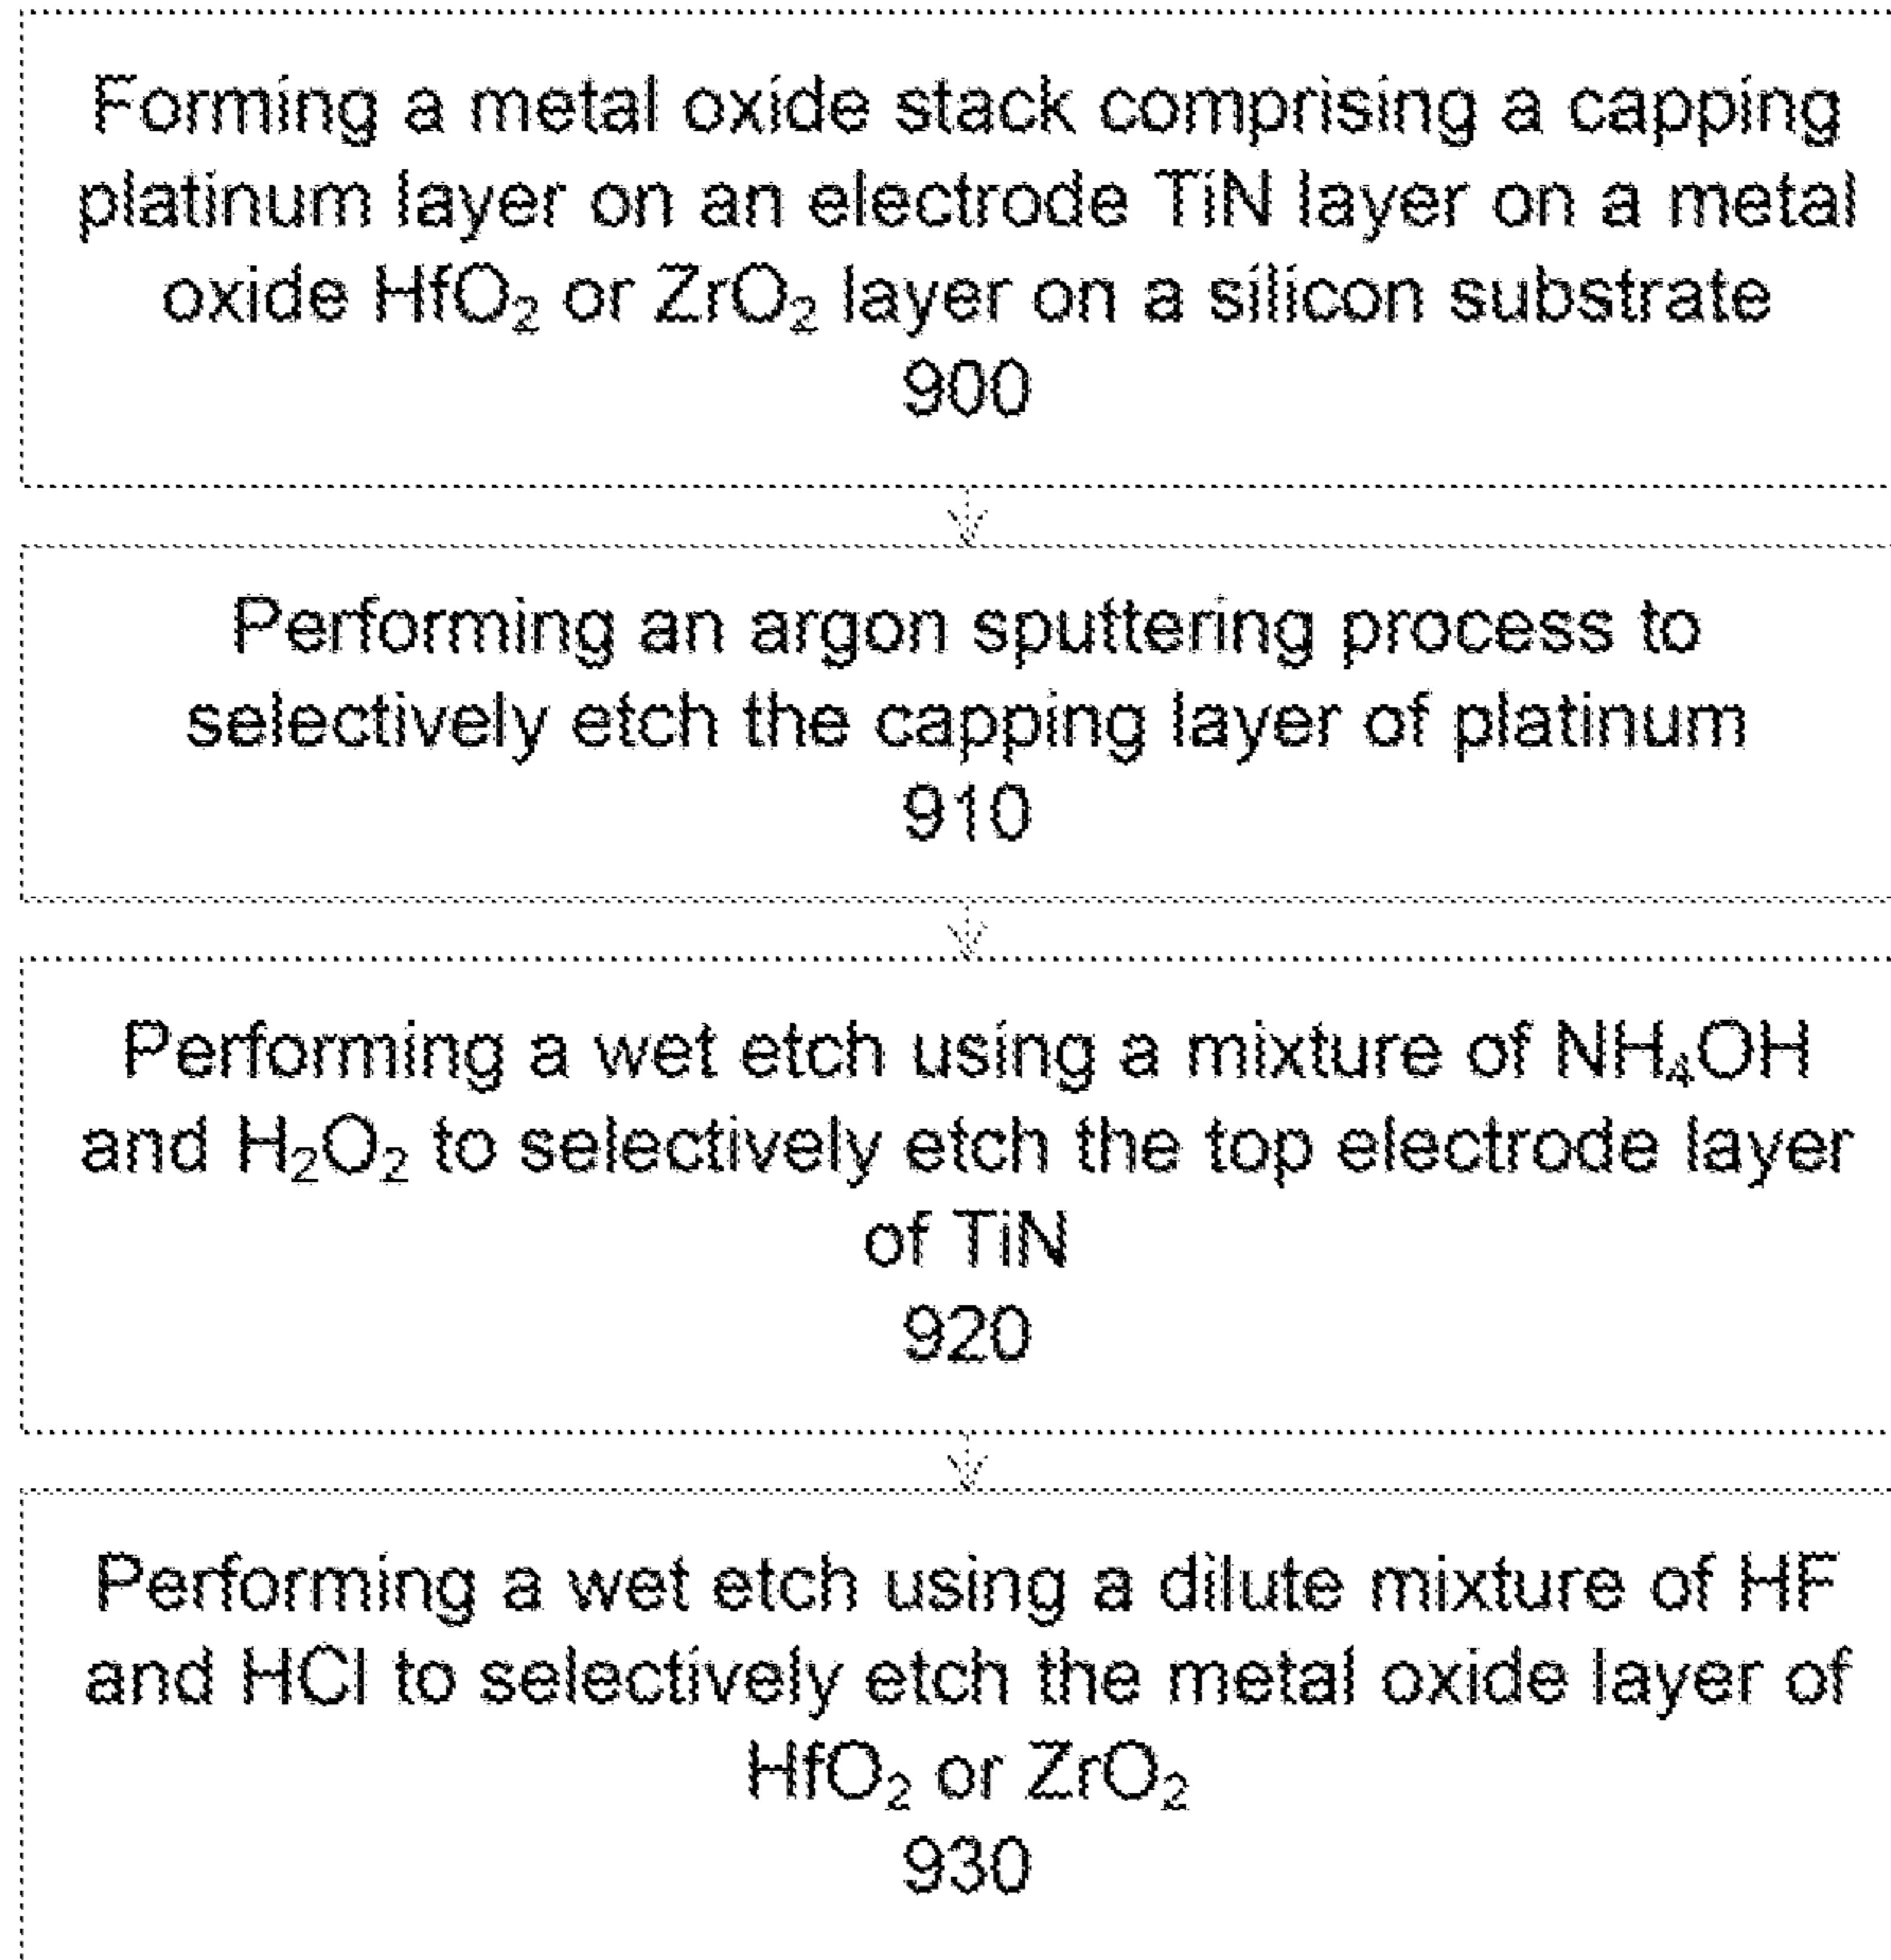 Forming a metal oxide stack comprising a capping
platinum layer on an electrode TiN layer on a metal
oxide HfO₂ or ZrO₂ layer on a silicon substrate
900
Performing an argon sputtering process to
selectively etch the capping layer of platinum
910
Performing a wet etch using a mixture of NH₄OH
and H₂O₂ to selectively etch the top electrode layer
of TiN
920
Performing a wet etch using a dilute mixture of HF
and HCl to selectively etch the metal oxide layer of
HfO₂ or ZrO₂
930